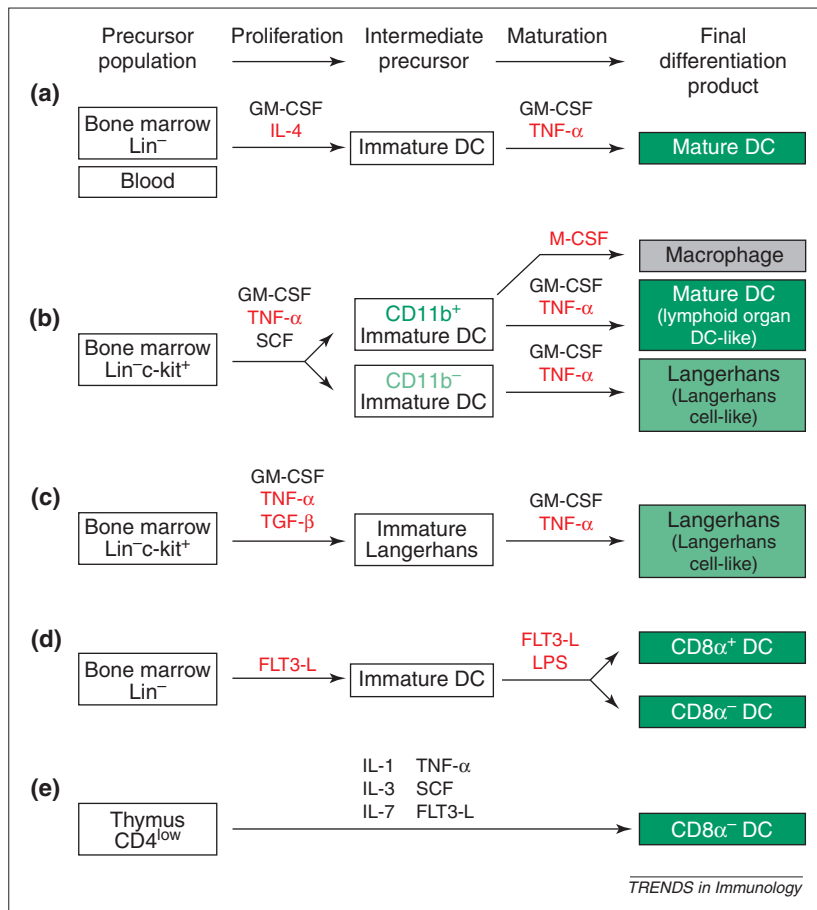 Precursor population
Proliferation
Intermediate precursor
Maturation
Final differentiation product
(a)
Bone marrow
Lin⁻
Blood
GM-CSF
IL-4
Immature DC
GM-CSF
TNF-α
Mature DC
(b)
Bone marrow
Lin⁻c-kit⁺
GM-CSF
TNF-α
SCF
CD11b⁺
Immature DC
CD11b⁻
Immature DC
M-CSF
Macrophage
GM-CSF
TNF-α
Mature DC
(lymphoid organ
DC-like)
GM-CSF
TNF-α
Langerhans
(Langerhans
cell-like)
(c)
Bone marrow
Lin⁻c-kit⁺
GM-CSF
TNF-α
TGF-β
Immature
Langerhans
GM-CSF
TNF-α
Langerhans
(Langerhans
cell-like)
(d)
Bone marrow
Lin⁻
FLT3-L
Immature DC
FLT3-L
LPS
CD8α⁺ DC
CD8α⁻ DC
(e)
Thymus
CD4ˡᵒʷ
IL-1 TNF-α
IL-3 SCF
IL-7 FLT3-L
CD8α⁻ DC
TRENDS in Immunology